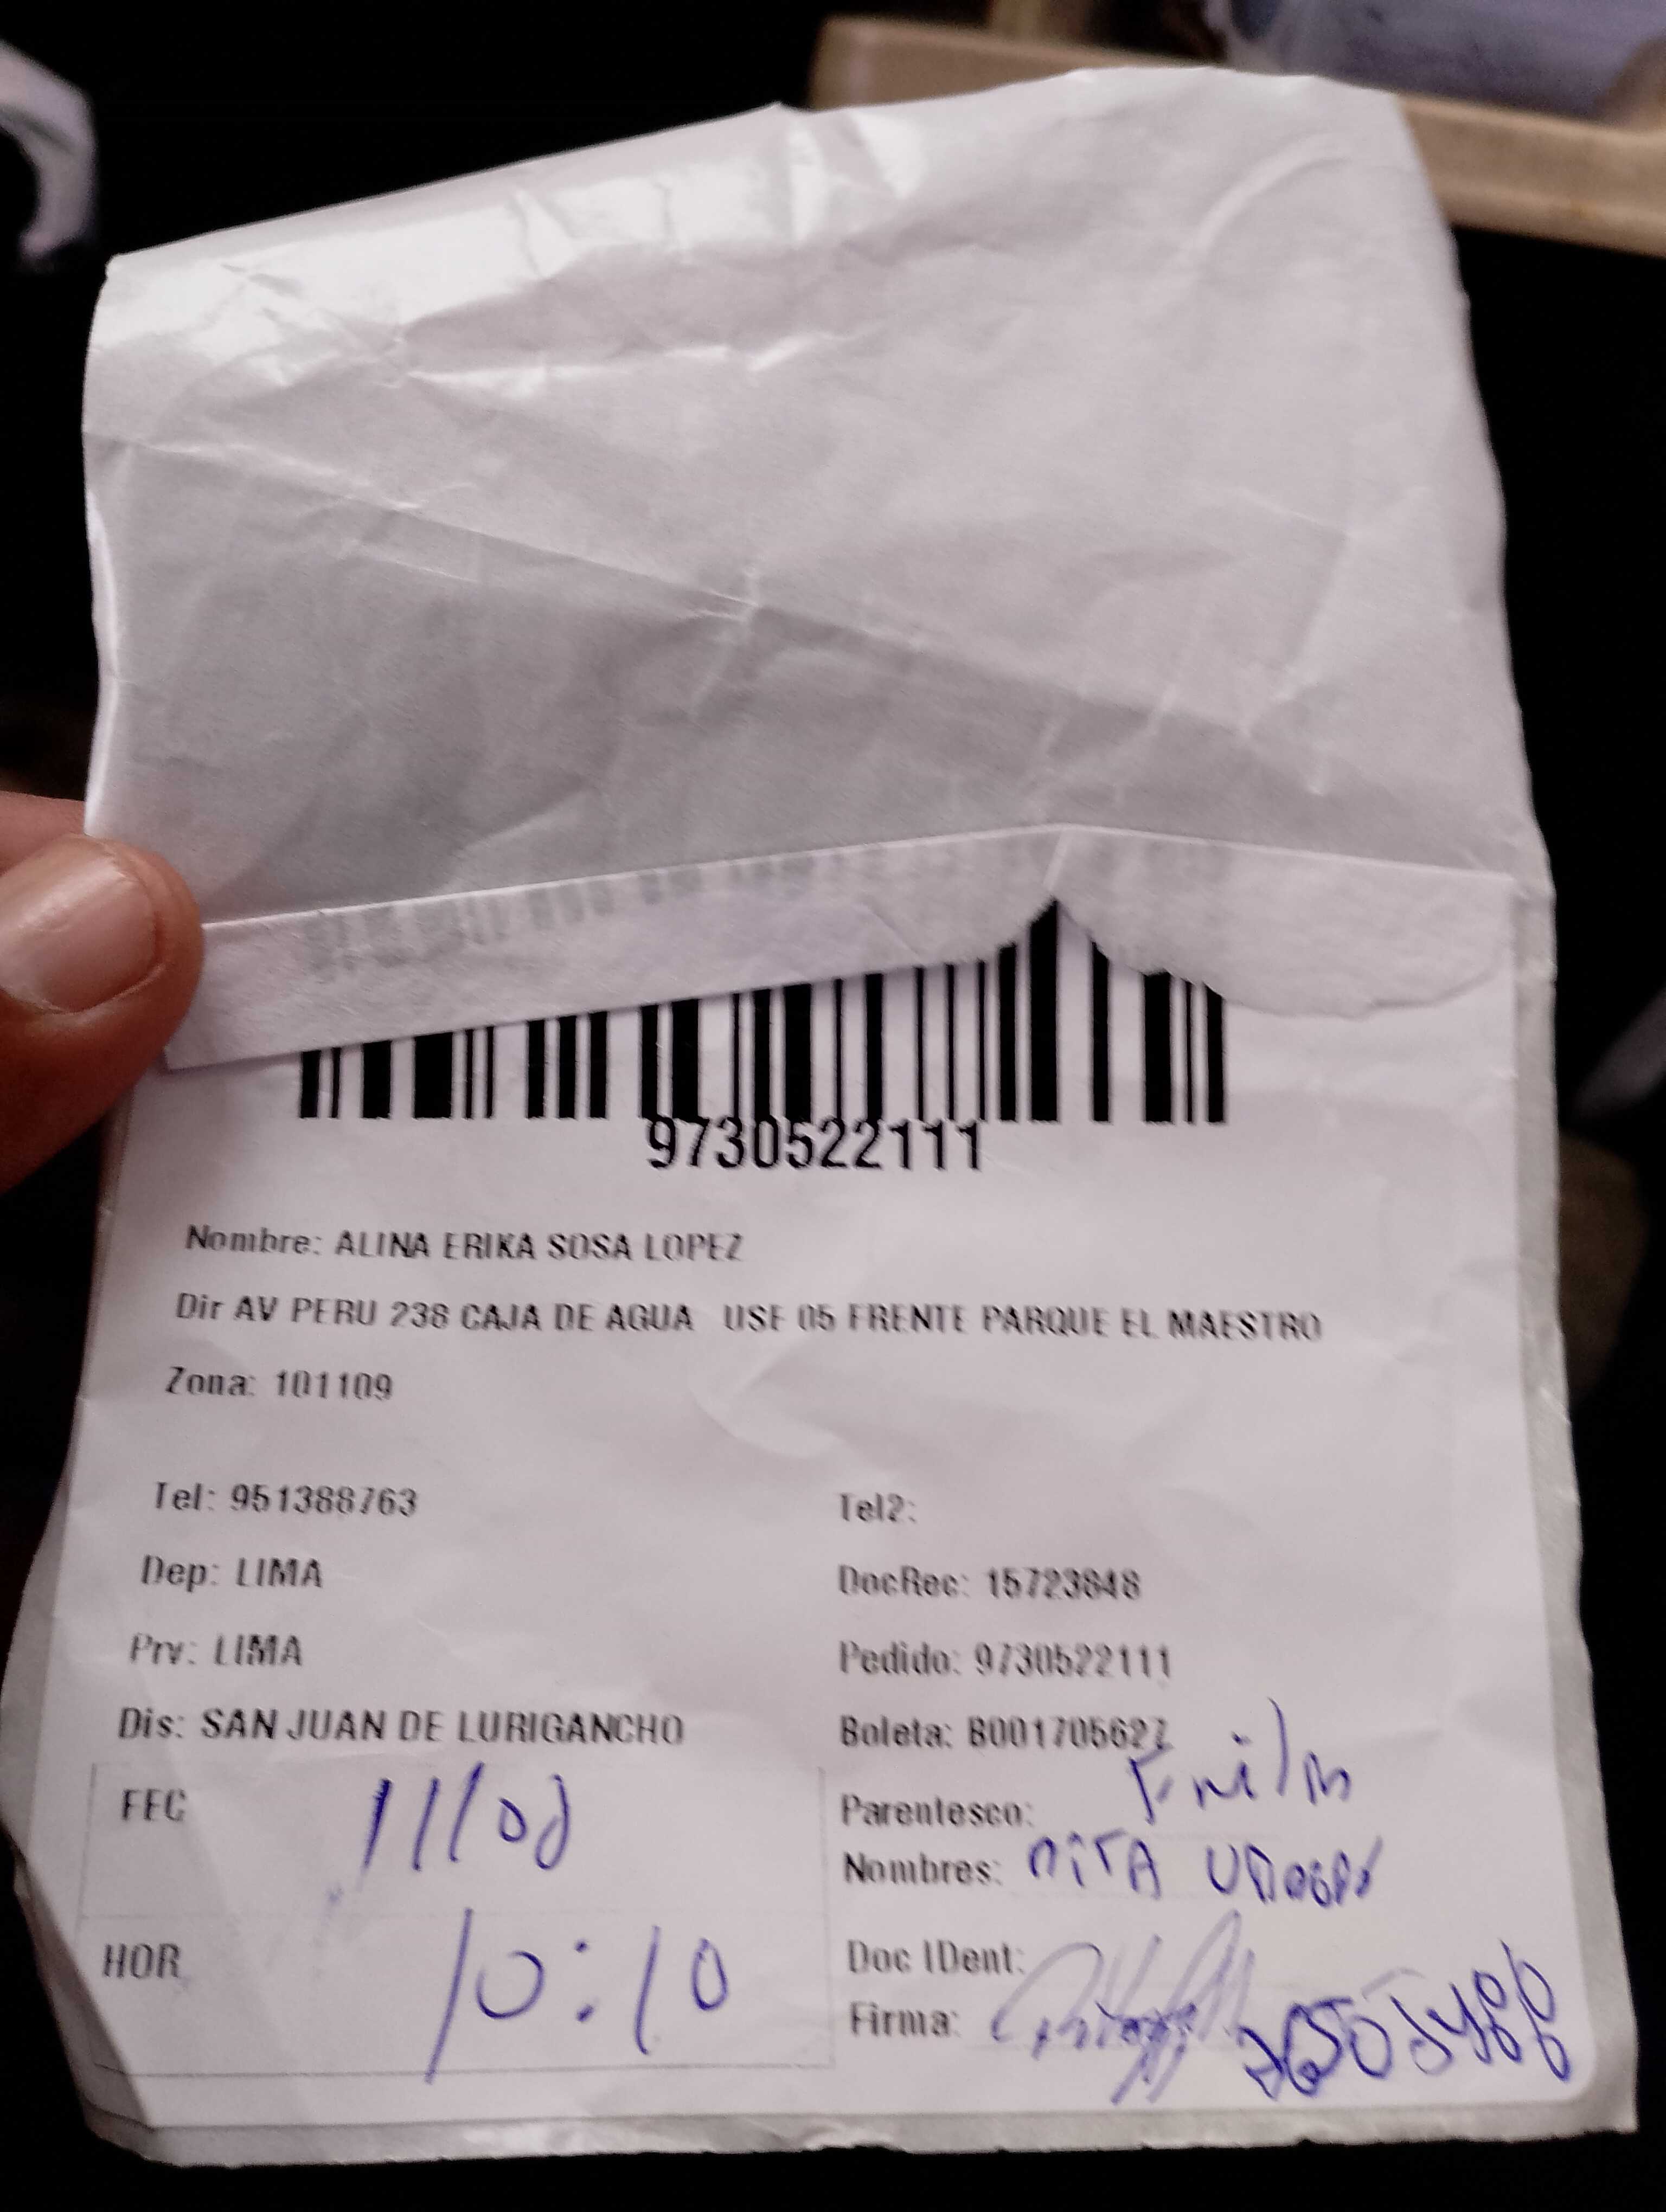 9730522111
Nombre: ALINA ERIKA SOSA LOPEZ
Dir AV PERU 238 CAJA DE AGUA USE 05 FRENTE PARQUE EL MAESTRO
Zona: 101109
Tel: 951388763 Tel2:
Dep: LIMA DocRec: 15723848
Prv: LIMA Pedido: 9730522111
Dis: SAN JUAN DE LURIGANCHO Boleta: B001705627
FEC 11/08 Parentesco:
Nombres:
HOR 10:10 Doc IDent:
Firma: